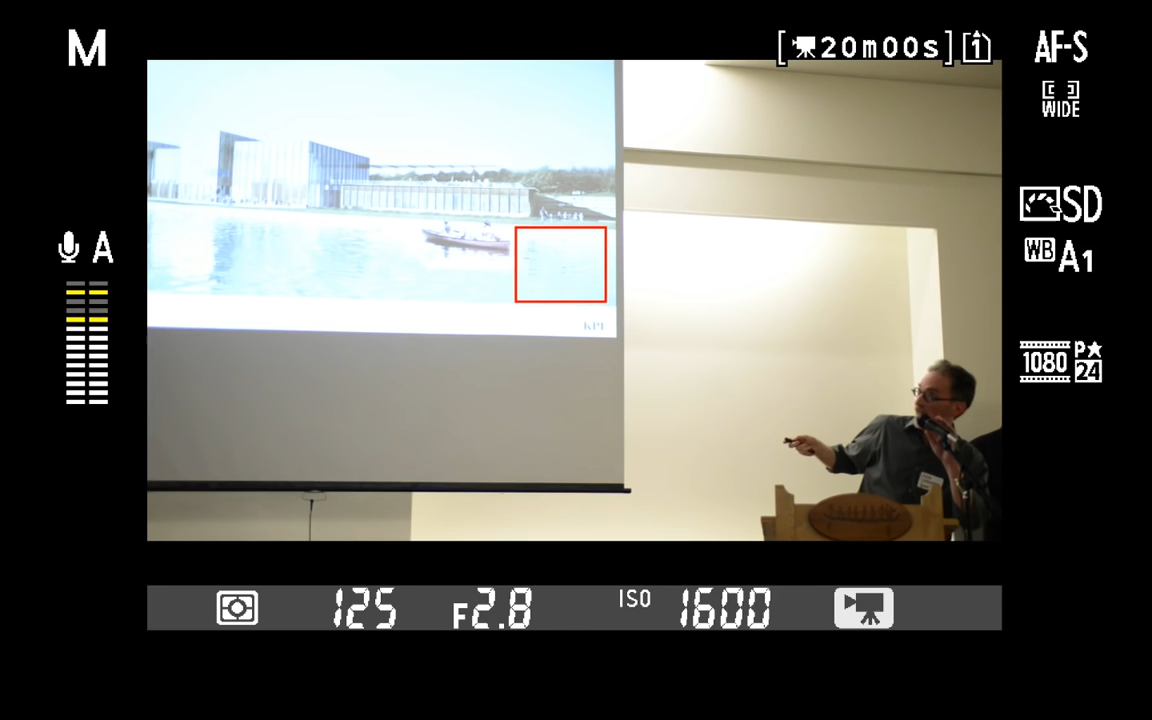 M
[20m00s] 1
AF-S
WIDE
SD
WB A1
A
1080 P★ 24
125 F2.8 ISO 1600